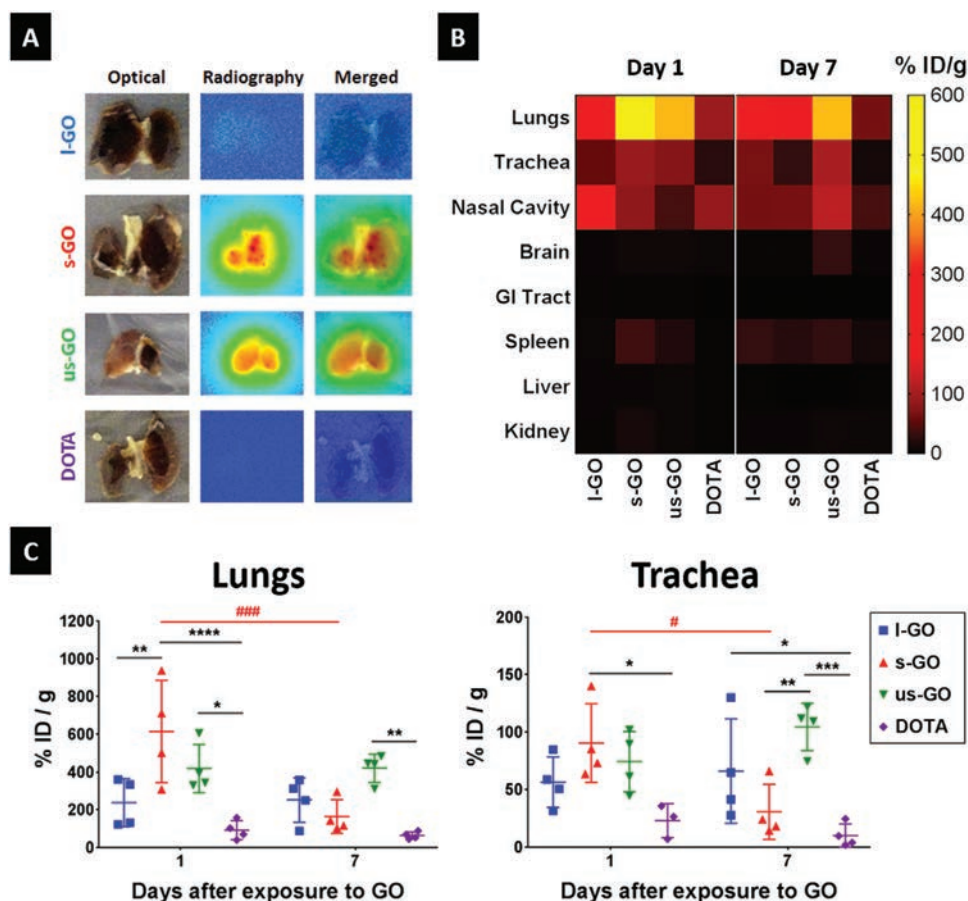 A
Optical Radiography Merged
l-GO
s-GO
us-GO
DOTA
B
Day 1 Day 7 % ID/g
Lungs
Trachea
Nasal Cavity
Brain
GI Tract
Spleen
Liver
Kidney
l-GO s-GO us-GO DOTA l-GO s-GO us-GO DOTA
600
500
400
300
200
100
0
C
Lungs
% ID / g
1200
1000
800
600
400
200
0
###
****
**
*
**
1 7
Days after exposure to GO
Trachea
% ID / g
200
150
100
50
0
#
*
*
**
***
1 7
Days after exposure to GO
l-GO
s-GO
us-GO
DOTA